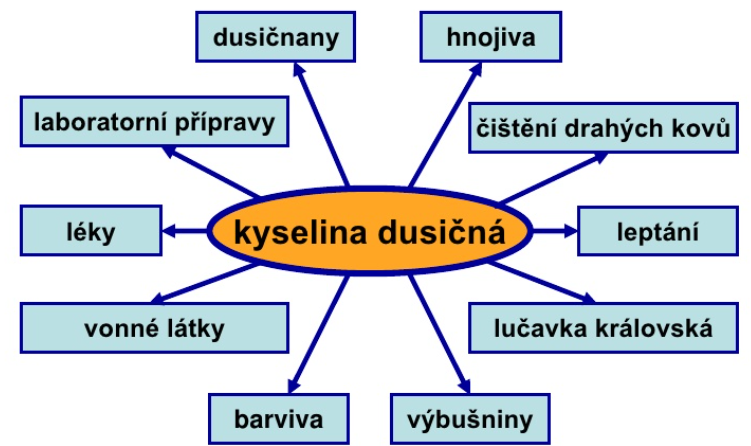 dusičnany
hnojiva
laboratorní přípravy
čištění drahých kovů
léky
kyselina dusičná
leptání
vonné látky
lučavka královská
barviva
výbušniny